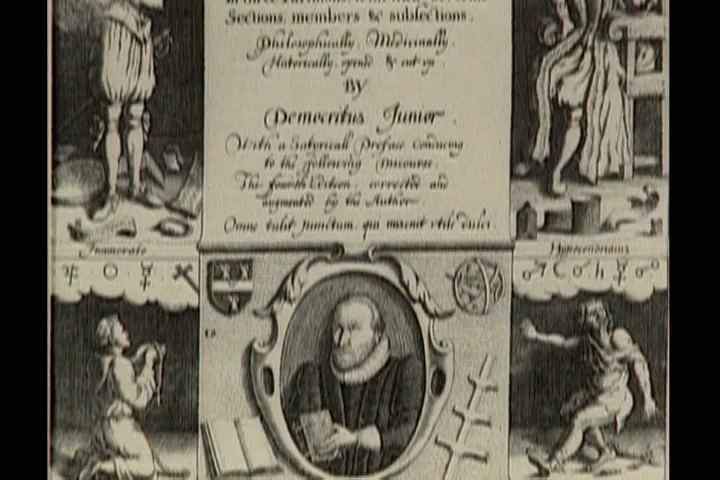 Sections, members & subsections,
Philosophically, Medicinally,
Historically, opened & cut up.
BY
Democritus Junior.
With a Satyricall Preface Conducing
to the following Discourse.
The fourth Edition, corrected and
augmented by the Author.
Omne tulit punctum, qui miscuit utile dulci.
Inamorato
Hypocondriacus